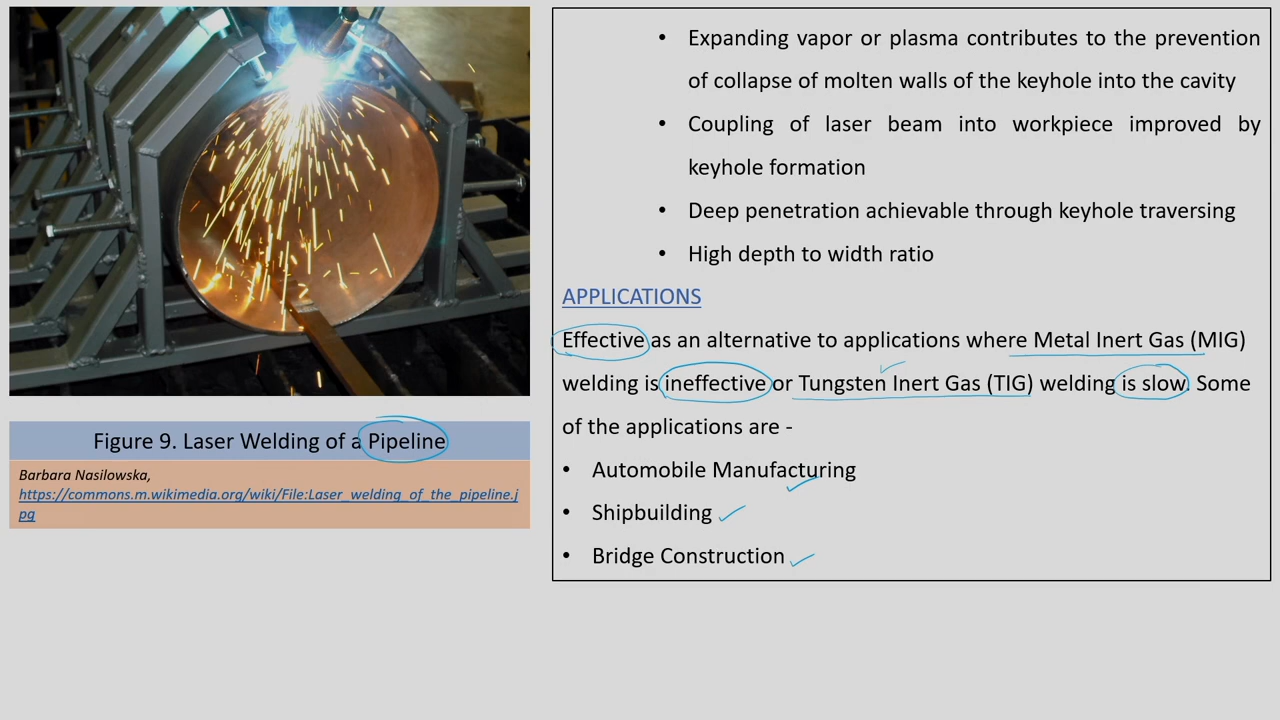 Figure 9. Laser Welding of a Pipeline
Barbara Nasilowska,
https://commons.m.wikimedia.org/wiki/File:Laser_welding_of_the_pipeline.j
pg
• Expanding vapor or plasma contributes to the prevention
of collapse of molten walls of the keyhole into the cavity
• Coupling of laser beam into workpiece improved by
keyhole formation
• Deep penetration achievable through keyhole traversing
• High depth to width ratio
APPLICATIONS
Effective as an alternative to applications where Metal Inert Gas (MIG)
welding is ineffective or Tungsten Inert Gas (TIG) welding is slow. Some
of the applications are -
• Automobile Manufacturing
• Shipbuilding
• Bridge Construction